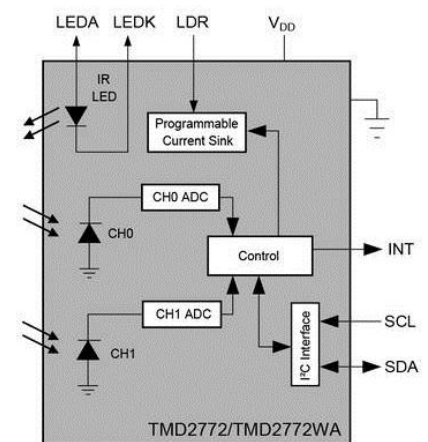 LEDA LEDK LDR V_DD
IR
LED
Programmable
Current Sink
CH0 ADC
CH0
Control
INT
CH1 ADC
CH1
I²C Interface
SCL
SDA
TMD2772/TMD2772WA